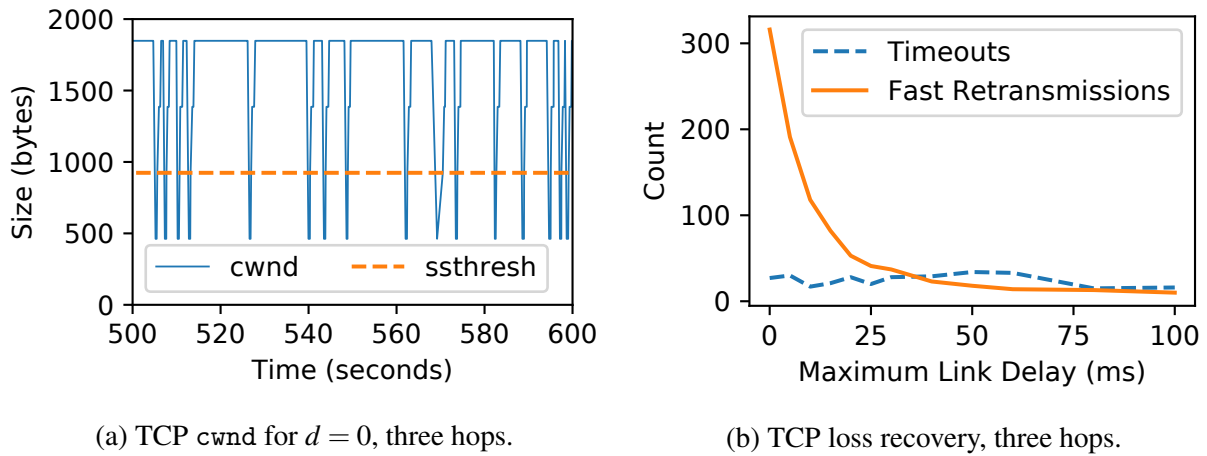 2000
1500
1000
500
0
Size (bytes)
cwnd
ssthresh
500 520 540 560 580 600
Time (seconds)
(a) TCP cwnd for d = 0, three hops.
300
200
100
0
Count
Timeouts
Fast Retransmissions
0 25 50 75 100
Maximum Link Delay (ms)
(b) TCP loss recovery, three hops.